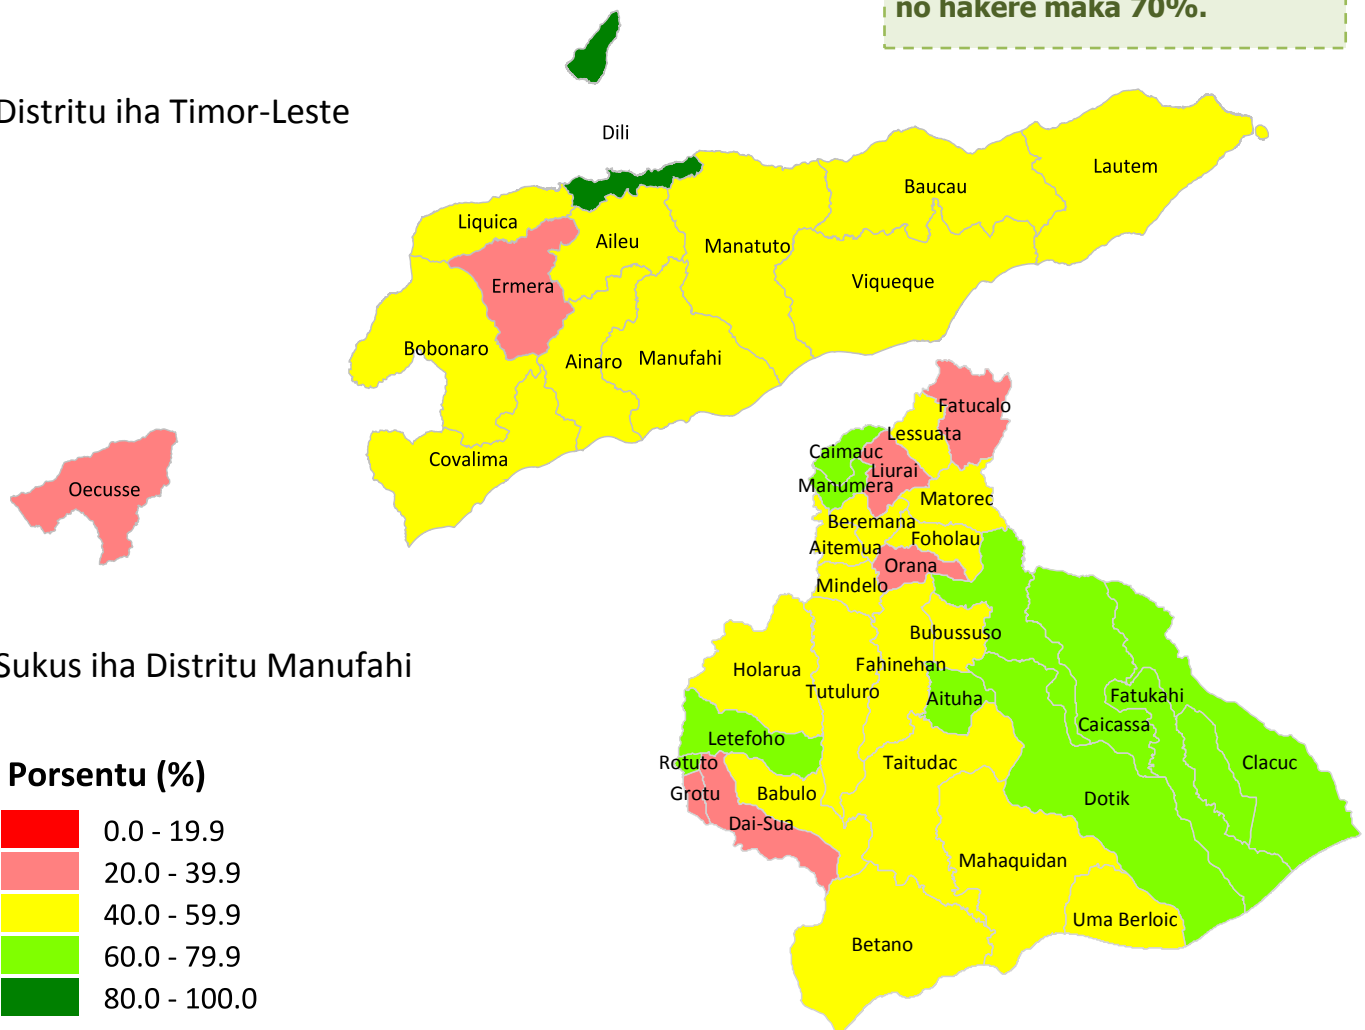 no hakere maka 70%.
Distritu iha Timor-Leste
Dili
Lautem
Baucau
Liquica
Aileu
Manatuto
Viqueque
Ermera
Bobonaro
Ainaro
Manufahi
Covalima
Oecusse
Fatucalo
Lessuata
Caimauc
Liurai
Manumera
Matorec
Beremana
Foholau
Aitemua
Orana
Mindelo
Bubussuso
Sukus iha Distritu Manufahi
Holarua
Fahinehan
Tutuluro
Aituha
Fatukahi
Caicassa
Letefoho
Rotuto
Taitudac
Clacuc
Grotu
Babulo
Dotik
Dai-Sua
Mahaquidan
Uma Berloic
Betano
Porsentu (%)
0.0 - 19.9
20.0 - 39.9
40.0 - 59.9
60.0 - 79.9
80.0 - 100.0